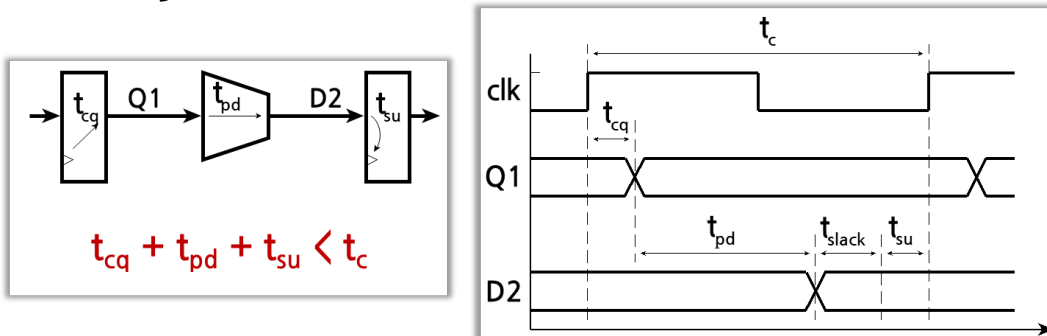 t_cq Q1 t_pd D2 t_su
t_cq + t_pd + t_su < t_c
t_c
clk
t_cq
Q1
t_pd t_slack t_su
D2